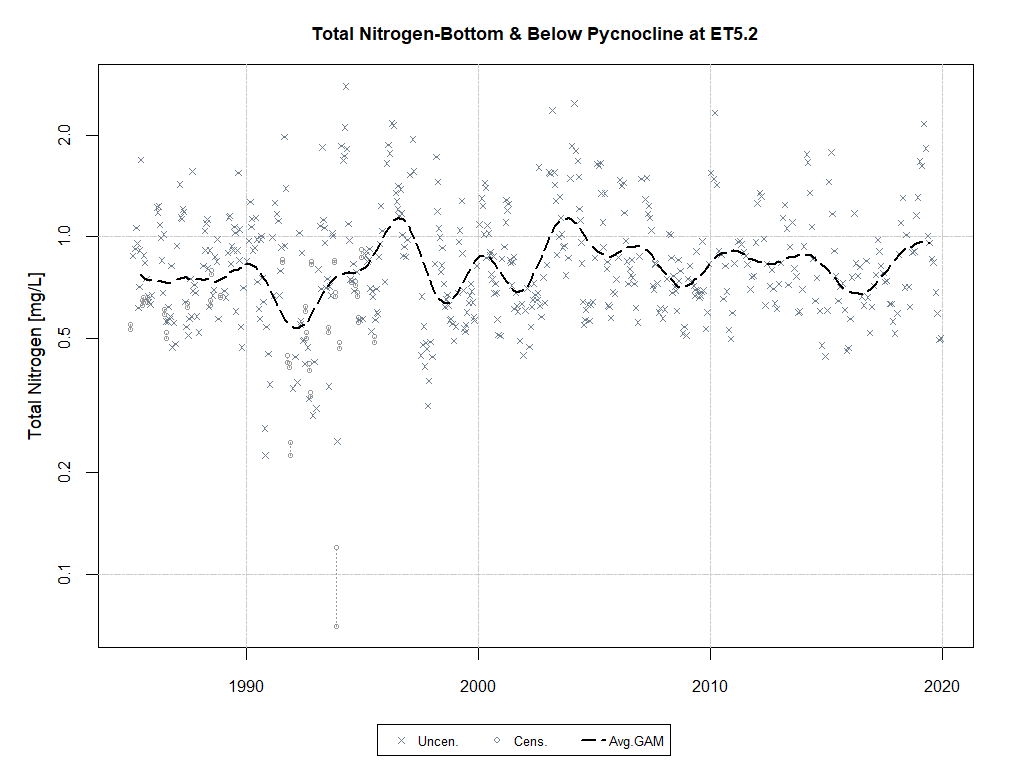 Total Nitrogen-Bottom & Below Pycnocline at ET5.2
Total Nitrogen [mg/L]
2.0
1.0
0.5
0.2
0.1
1990 2000 2010 2020
Uncen. Cens. Avg.GAM